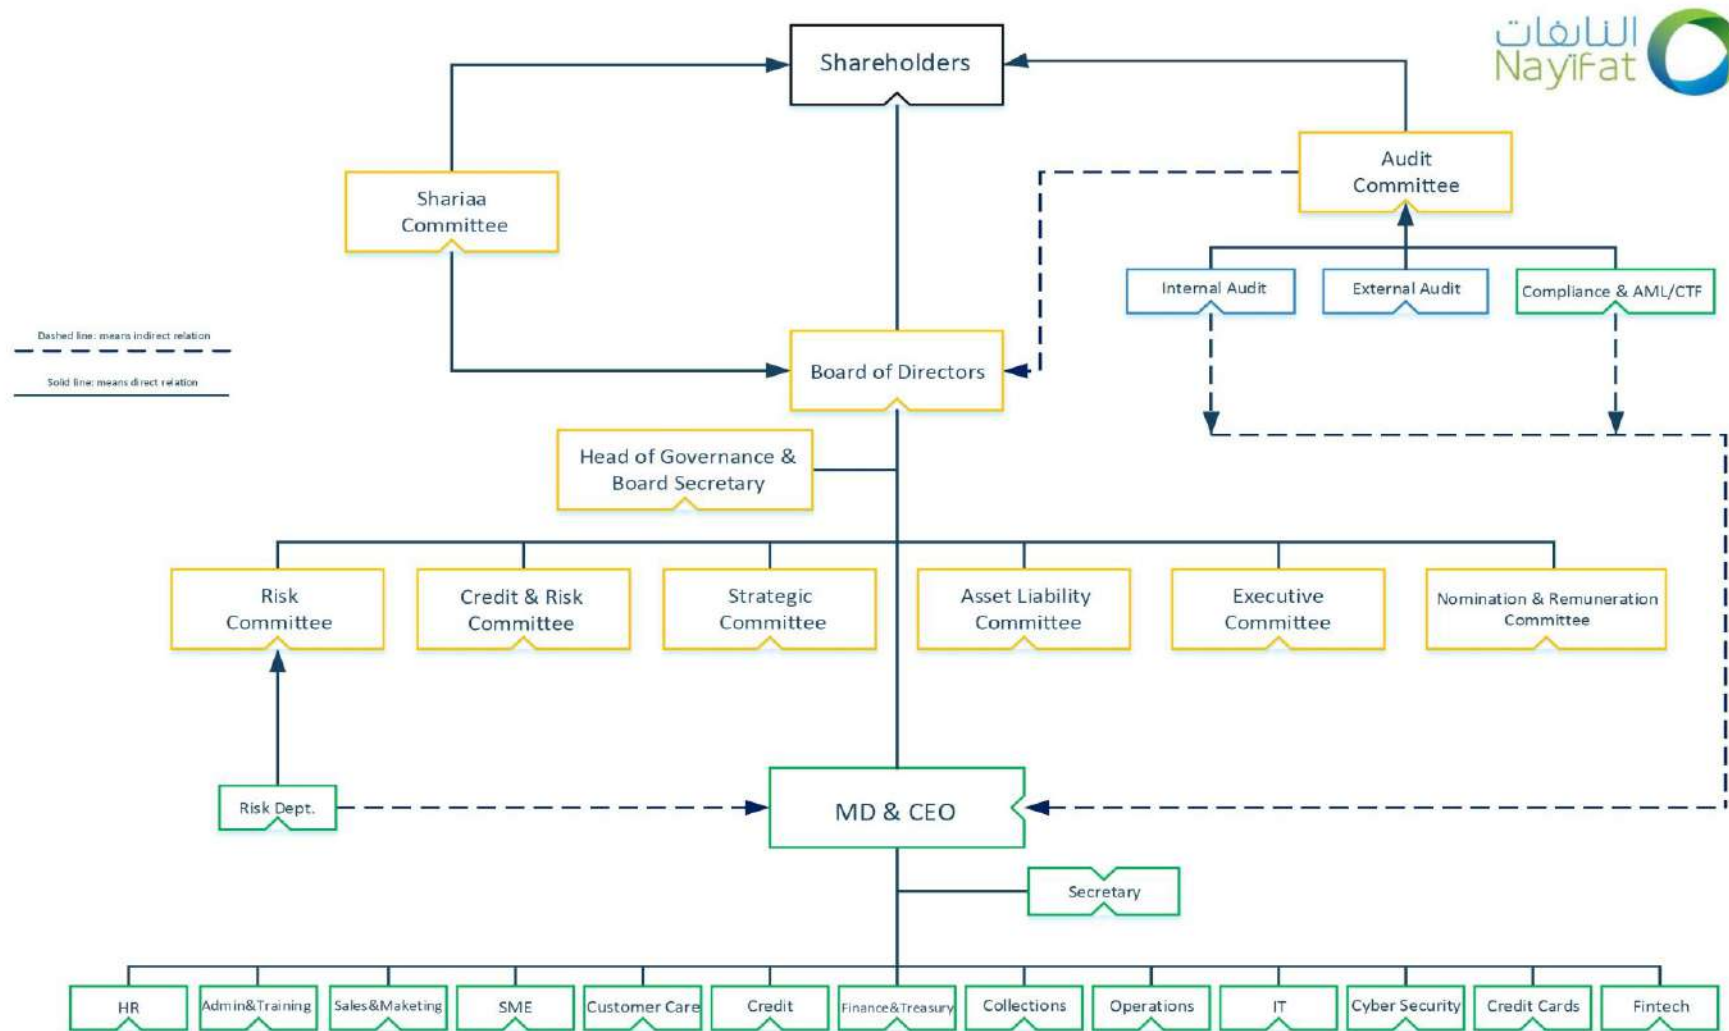 النايفات
NayiFat
Shareholders
Audit
Committee
Shariaa
Committee
Internal Audit
External Audit
Compliance & AML/CTF
Dashed line: means indirect relation
Solid line: means direct relation
Board of Directors
Head of Governance &
Board Secretary
Risk
Committee
Credit & Risk
Committee
Strategic
Committee
Asset Liability
Committee
Executive
Committee
Nomination & Remuneration
Committee
Risk Dept.
MD & CEO
Secretary
HR
Admin&Training
Sales&Maketing
SME
Customer Care
Credit
Finance&Treasury
Collections
Operations
IT
Cyber Security
Credit Cards
Fintech